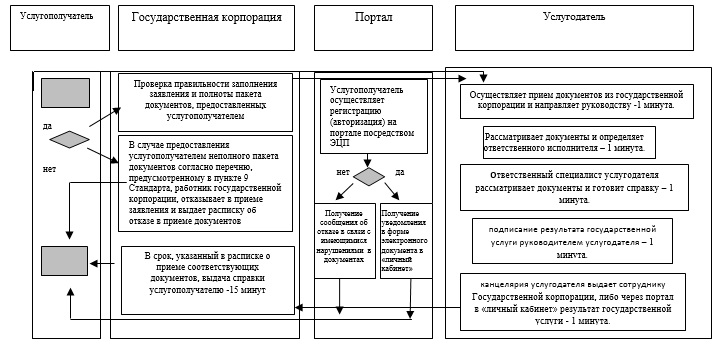 Услугополучатель
Государственная корпорация
Портал
Услугодатель
да
нет
Проверка правильности заполнения
заявления и полноты пакета
документов, предоставленных
услугополучателем
В случае предоставления
услугополучателем неполного пакета
документов согласно перечню,
предусмотренному в пункте 9
Стандарта, работник государственной
корпорации, отказывает в приеме
заявления и выдает расписку об
отказе в приеме документов
В срок, указанный в расписке о
приеме соответствующих
документов, выдача справки
услугополучателю -15 минут
Услугополучатель
осуществляет
регистрацию
(авторизация) на
портале посредством
ЭЦП
нет
да
Получение
сообщения об
отказе в связи с
имеющимися
нарушениями в
документах
Получение
уведомления
в форме
электронного
документа в
«личный
кабинет»
Осуществляет прием документов из государственной
корпорации и направляет руководству -1 минута.
Рассматривает документы и определяет
ответственного исполнителя – 1 минута.
Ответственный специалист услугодателя
рассматривает документы и готовит справку – 1
минута.
подписание результата государственной
услуги руководителем услугодателя – 1
минута.
канцелярия услугодателя выдает сотруднику
Государственной корпорации, либо через портал
в «личный кабинет» результат государственной
услуги - 1 минута.